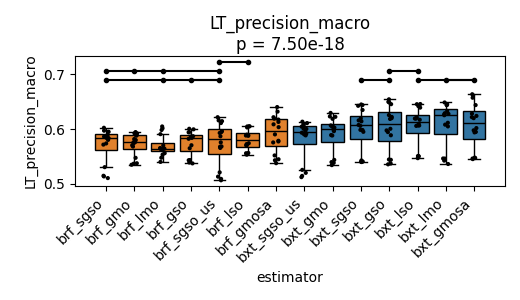 LT_precision_macro
p = 7.50e-18
LT_precision_macro
0.7
0.6
0.5
brf_sgso
brf_gmo
brf_lmo
brf_gso
brf_sgso_us
brf_lso
brf_gmosa
bxt_sgso_us
bxt_gmo
bxt_sgso
bxt_gso
bxt_lso
bxt_lmo
bxt_gmosa
estimator